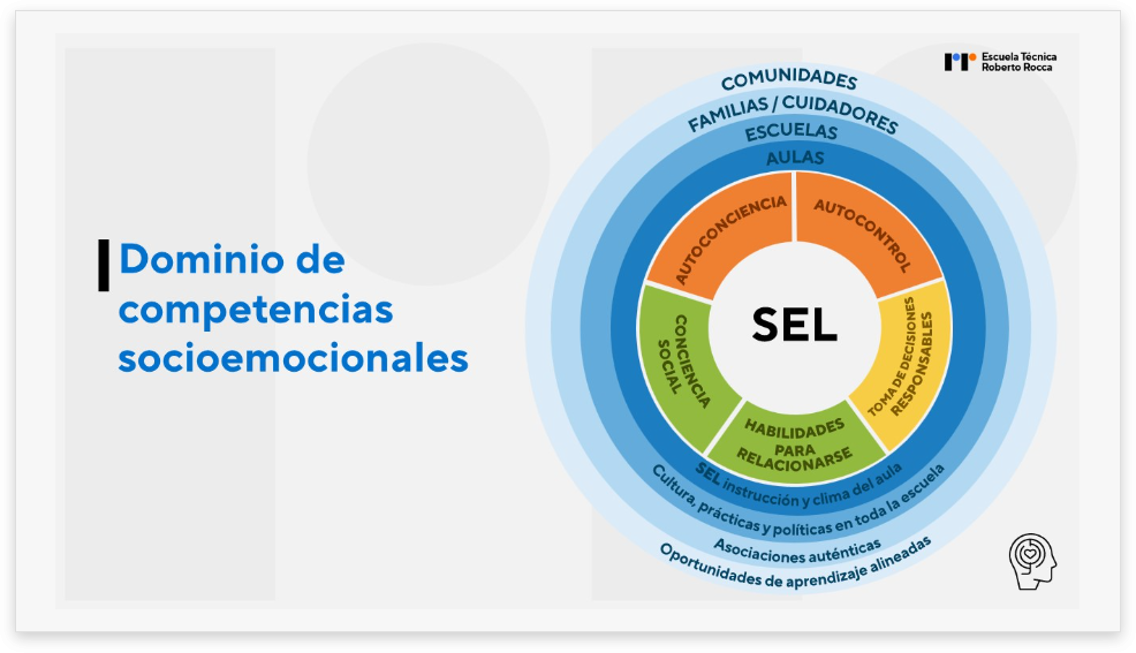 Escuela Técnica
Roberto Rocca
Dominio de
competencias
socioemocionales
COMUNIDADES
FAMILIAS / CUIDADORES
ESCUELAS
AULAS
AUTOCONCIENCIA
AUTOCONTROL
SEL
CONCIENCIA
SOCIAL
TOMA DE DECISIONES
RESPONSABLES
HABILIDADES
PARA
RELACIONARSE
SEL instrucción y clima del aula
Cultura, prácticas y políticas en toda la escuela
Asociaciones auténticas
Oportunidades de aprendizaje alineadas